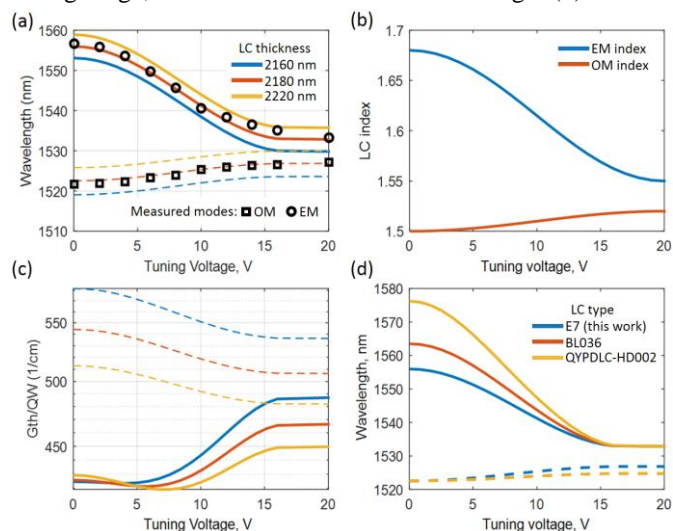 (a)
1560
1550
1540
1530
1520
1510
Wavelength (nm)
LC thickness
2160 nm
2180 nm
2220 nm
Measured modes: OM EM
0 5 10 15 20
Tuning Voltage, V
(b)
1.7
1.65
1.6
1.55
1.5
LC index
EM index
OM index
0 5 10 15 20
Tuning voltage, V
(c)
550
500
450
Gth/QW (1/cm)
0 5 10 15 20
Tuning Voltage, V
(d)
1580
1570
1560
1550
1540
1530
1520
Wavelength, nm
LC type
E7 (this work)
BL036
QYPDLC-HD002
0 5 10 15 20
Tuning Voltage, V